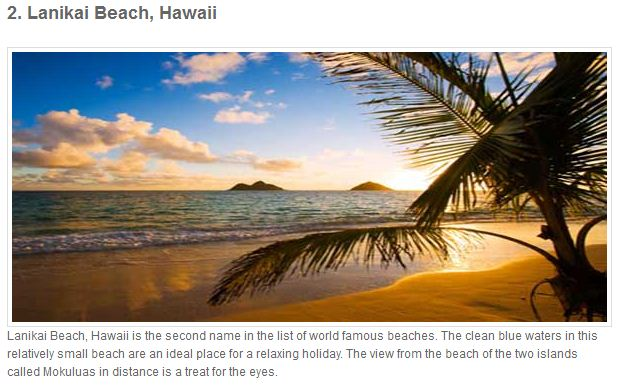 2. Lanikai Beach, Hawaii
Lanikai Beach, Hawaii is the second name in the list of world famous beaches. The clean blue waters in this
relatively small beach are an ideal place for a relaxing holiday. The view from the beach of the two islands
called Mokuluas in distance is a treat for the eyes.